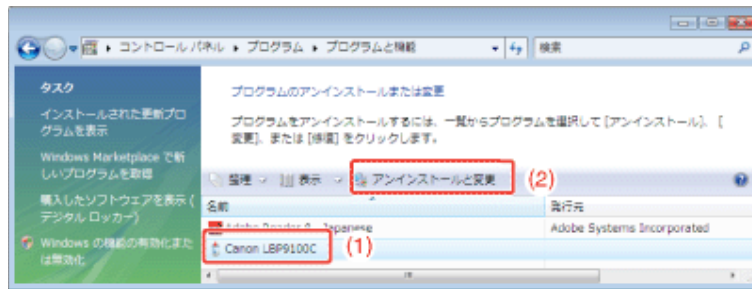 コントロール パネル ▸ プログラム ▸ プログラムと機能
検索
タスク
インストールされた更新プロ
グラムを表示
Windows Marketplace で新
しいプログラムを取得
購入したソフトウェアを表示 (
デジタル ロッカー)
Windows の機能の有効化また
は無効化
プログラムのアンインストールまたは変更
プログラムをアンインストールするには、一覧からプログラムを選択して [アンインストール]、[
変更]、または [修復] をクリックします。
整理 表示 アンインストールと変更 (2)
名前 発行元
Adobe Reader 8 - Japanese Adobe Systems Incorporated
Canon LBP9100C (1)